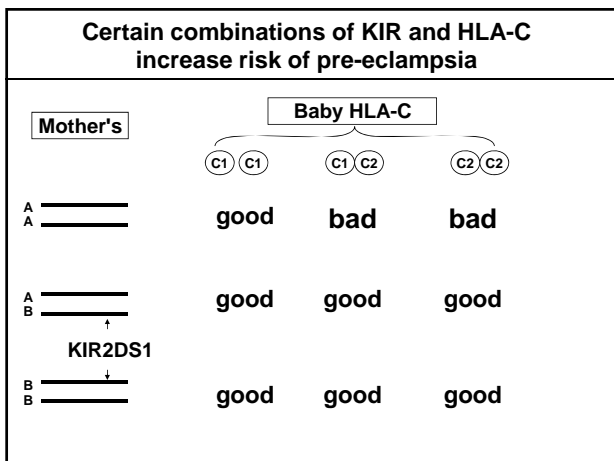 Certain combinations of KIR and HLA-C
increase risk of pre-eclampsia
Baby HLA-C
Mother's
C1 C1 C1 C2 C2 C2
A
A
good bad bad
A
B
good good good
KIR2DS1
B
B
good good good